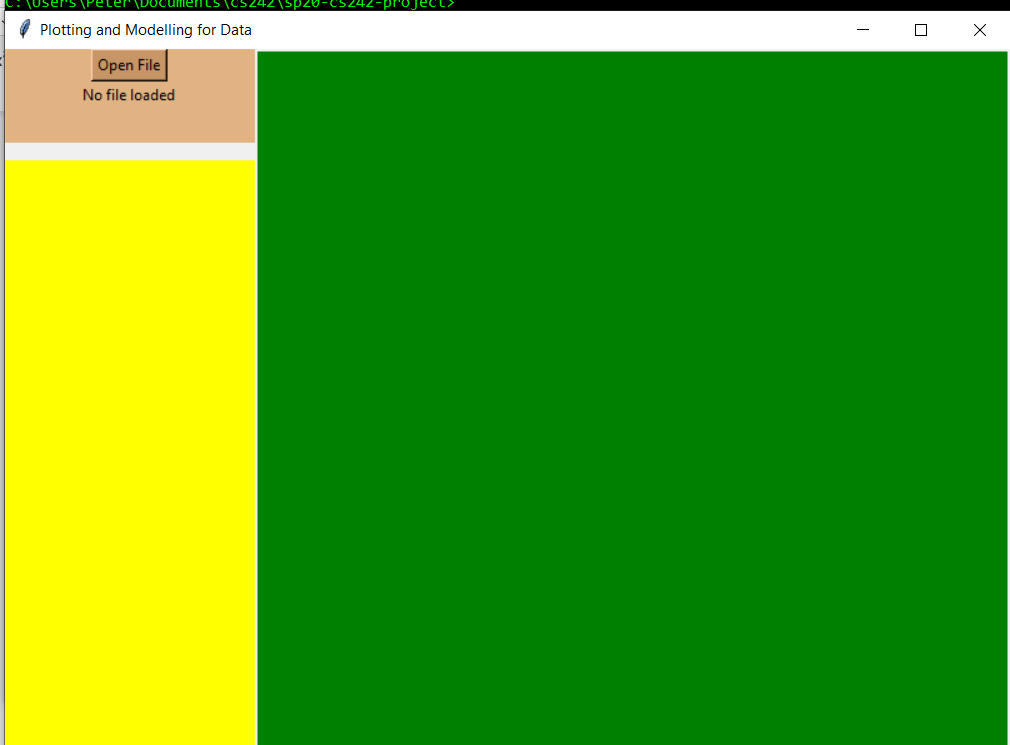 C:\Users\Peter\Documents\cs242\sp20-cs242-project>
Plotting and Modelling for Data
Open File
No file loaded